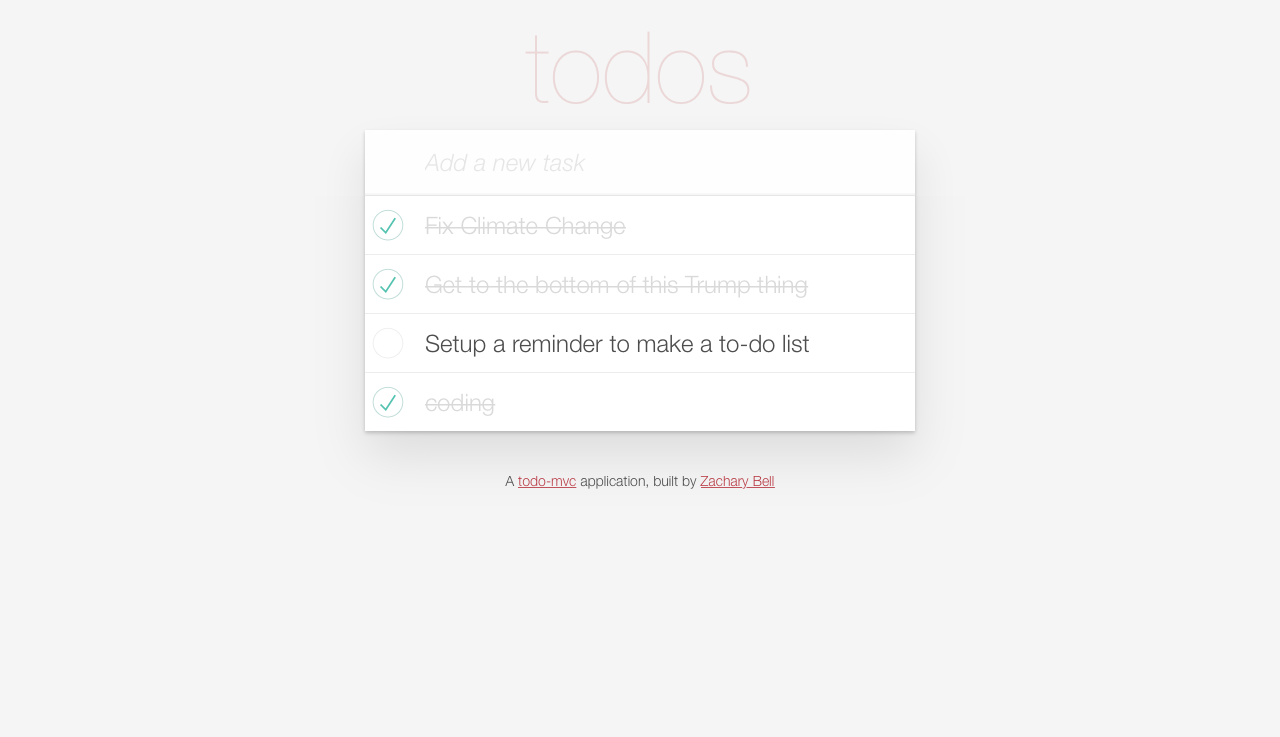 todos
Add a new task
Fix Climate Change
Get to the bottom of this Trump thing
Setup a reminder to make a to-do list
coding
A todo-mvc application, built by Zachary Bell